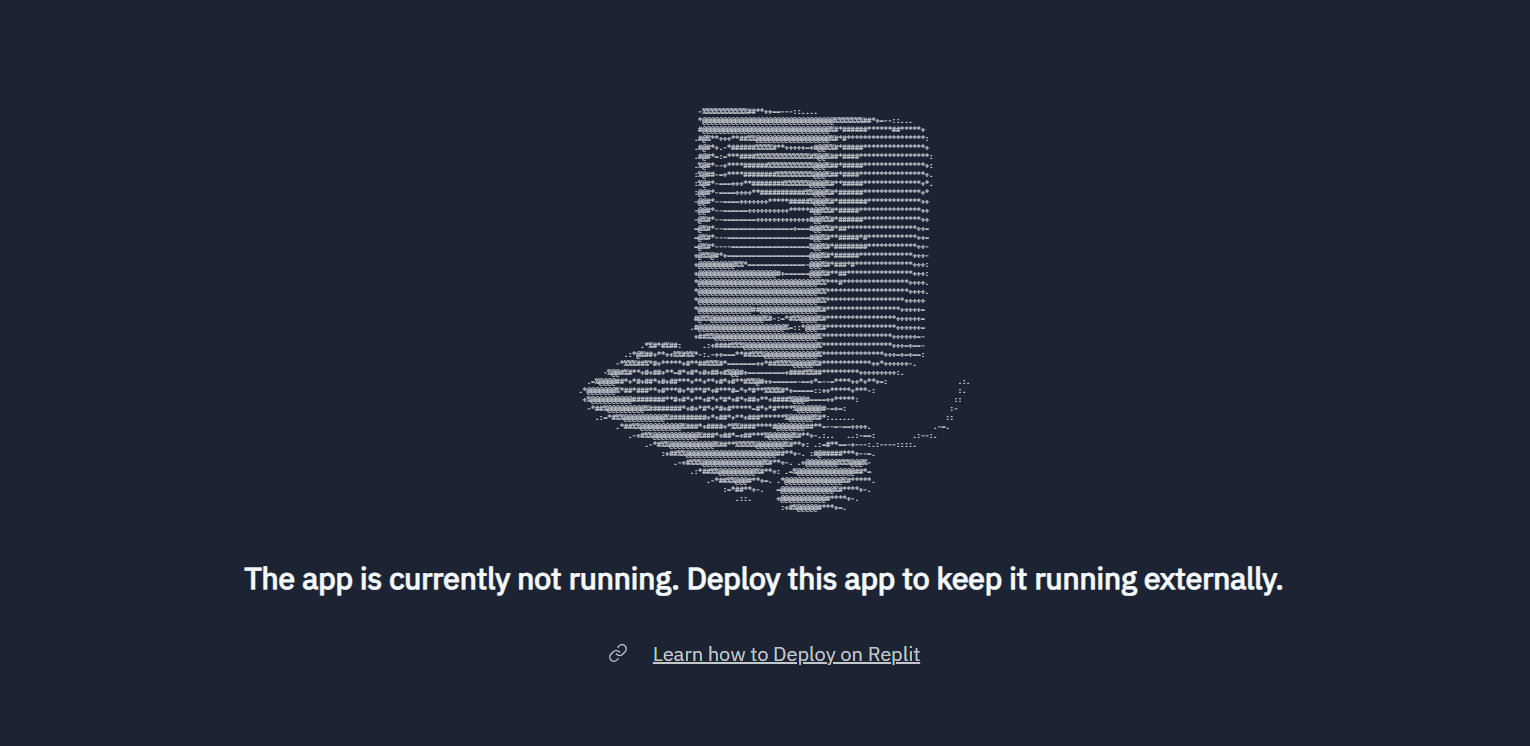 The app is currently not running. Deploy this app to keep it running externally.
Learn how to Deploy on Replit